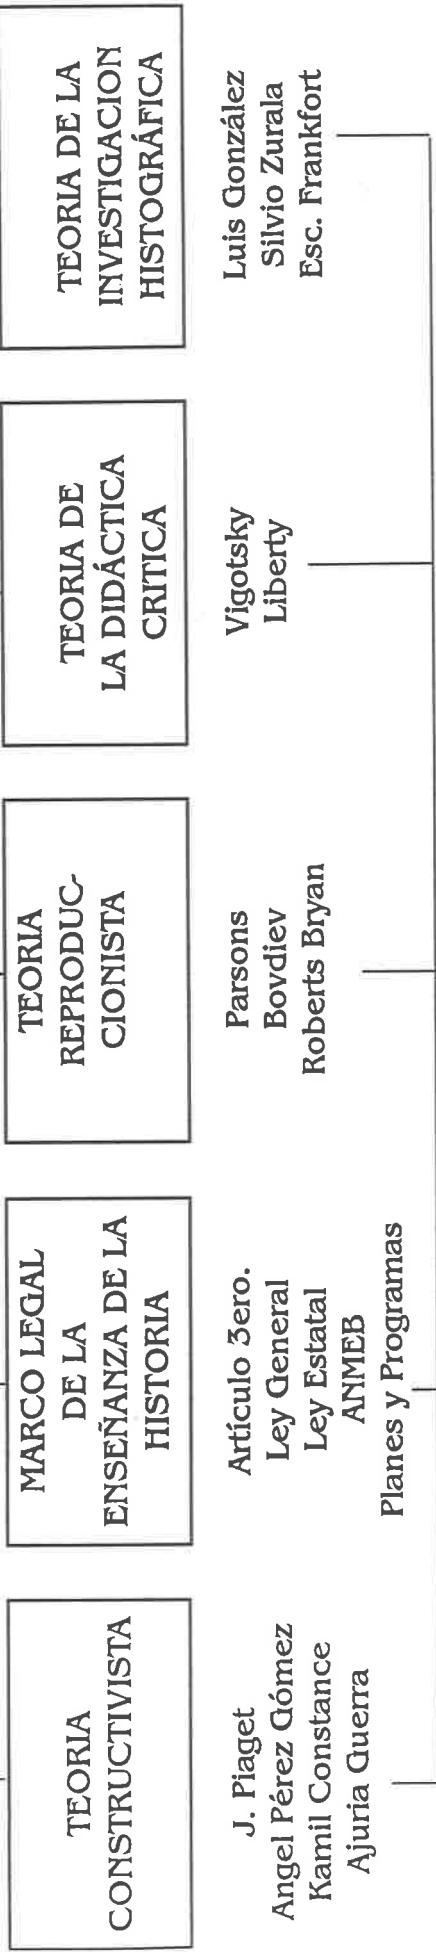 TEORIA
CONSTRUCTIVISTA
J. Piaget
Angel Pérez Gómez
Kamil Constance
Ajuria Guerra
MARCO LEGAL
DE LA
ENSEÑANZA DE LA
HISTORIA
Artículo 3ero.
Ley General
Ley Estatal
ANMEB
Planes y Programas
TEORIA
REPRODUC-
CIONISTA
Parsons
Bovdiev
Roberts Bryan
TEORIA DE
LA DIDÁCTICA
CRITICA
Vigotsky
Liberty
TEORIA DE LA
INVESTIGACION
HISTOGRÁFICA
Luis González
Silvio Zurala
Esc. Frankfort